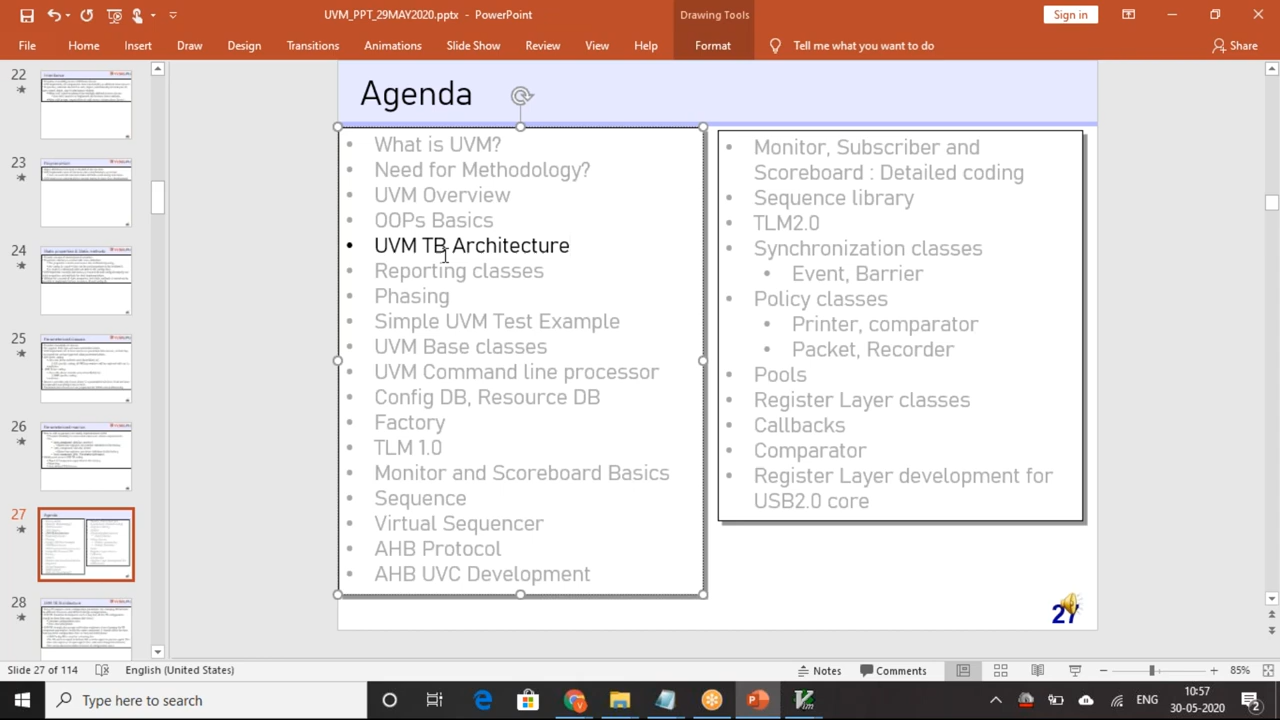 UVM_PPT_29MAY2020.pptx - PowerPoint
Drawing Tools
Sign in
File Home Insert Draw Design Transitions Animations Slide Show Review View Help Format Tell me what you want to do Share
22
23
24
25
26
27
28
Agenda
• What is UVM?
• Need for Methodology?
• UVM Overview
• OOPs Basics
• UVM TB Architecture
• Reporting classes
• Phasing
• Simple UVM Test Example
• UVM Base classes
• UVM Command line processor
• Config DB, Resource DB
• Factory
• TLM 1.0
• Monitor and Scoreboard Basics
• Sequence
• Virtual Sequencer
• AHB Protocol
• AHB UVC Development
• Monitor, Subscriber and
Scoreboard : Detailed coding
• Sequence library
• TLM2.0
• Synchronization classes
• Event, Barrier
• Policy classes
• Printer, comparator
• Packet, Recorder
• Pools
• Register Layer classes
• Callbacks
• Comparator
• Register Layer development for
USB2.0 core
27
Slide 27 of 114 English (United States) Notes Comments 85%
Type here to search
ENG
10:57
30-05-2020
2